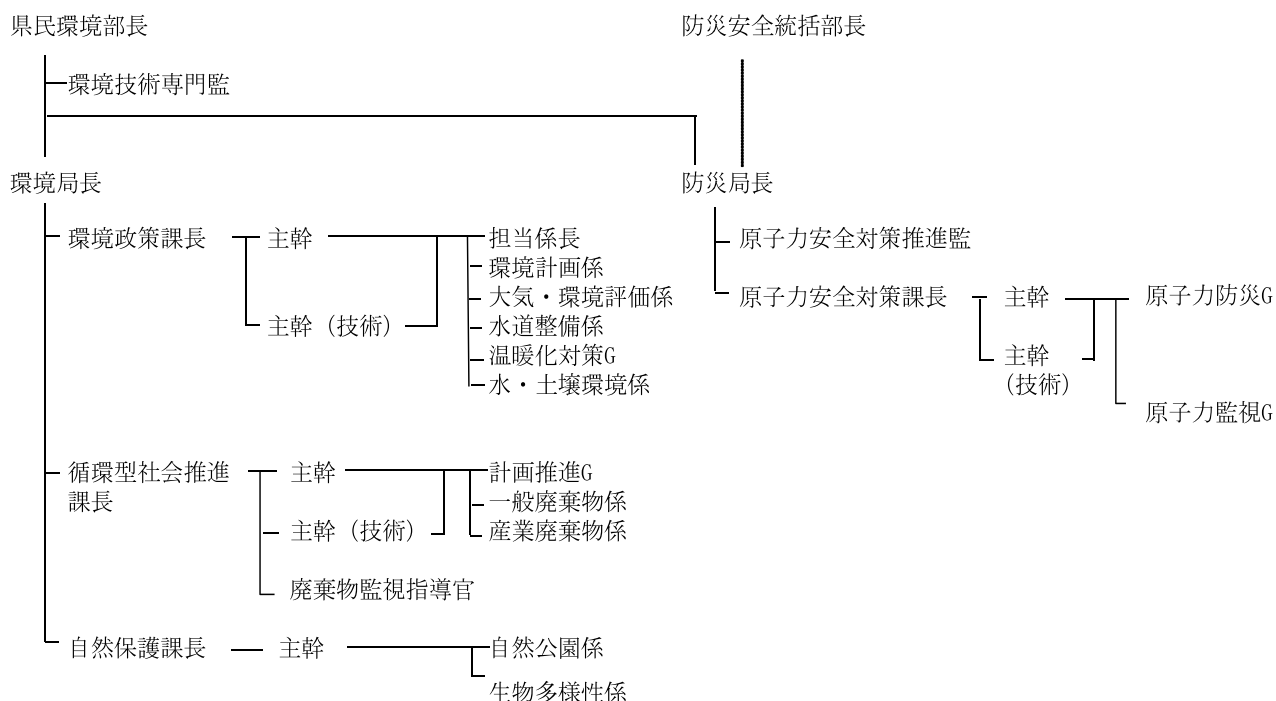 県民環境部長
防災安全統括部長
環境技術専門監
環境局長
防災局長
環境政策課長
主幹
担当係長
環境計画係
大気・環境評価係
主幹（技術）
水道整備係
温暖化対策G
水・土壌環境係
原子力安全対策推進監
原子力安全対策課長
主幹
原子力防災G
主幹
（技術）
原子力監視G
循環型社会推進
課長
主幹
計画推進G
一般廃棄物係
主幹（技術）
産業廃棄物係
廃棄物監視指導官
自然保護課長
主幹
自然公園係
生物多様性係